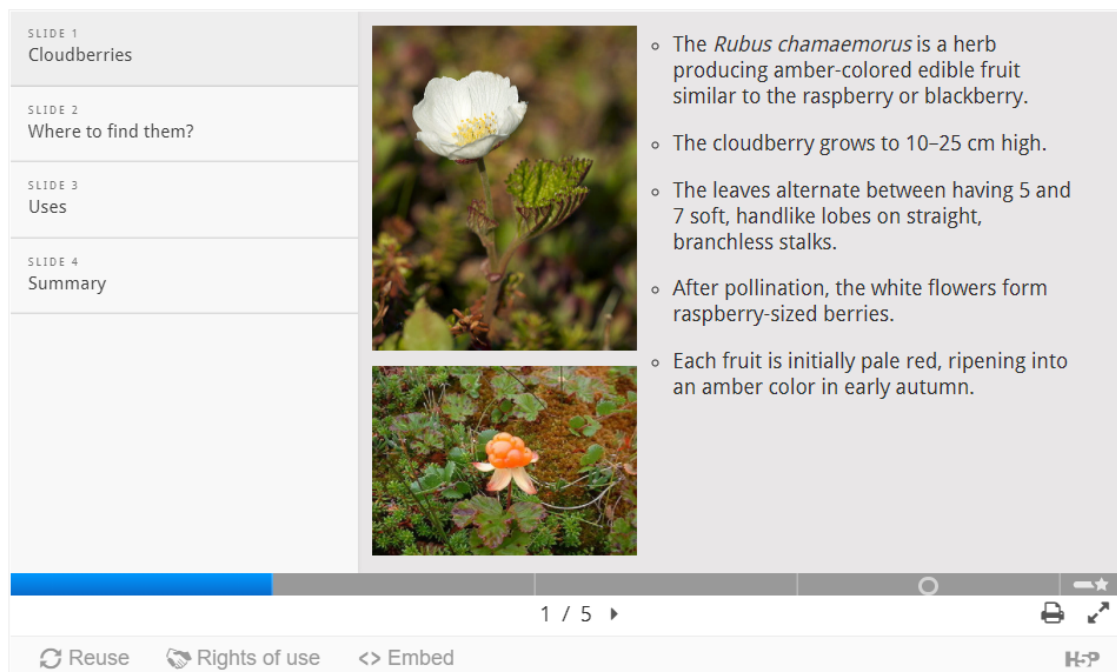 SLIDE 1
Cloudberries
SLIDE 2
Where to find them?
SLIDE 3
Uses
SLIDE 4
Summary
The Rubus chamaemorus is a herb
producing amber-colored edible fruit
similar to the raspberry or blackberry.
The cloudberry grows to 10–25 cm high.
The leaves alternate between having 5 and
7 soft, handlike lobes on straight,
branchless stalks.
After pollination, the white flowers form
raspberry-sized berries.
Each fruit is initially pale red, ripening into
an amber color in early autumn.
1 / 5
Reuse
Rights of use
<> Embed
H5P